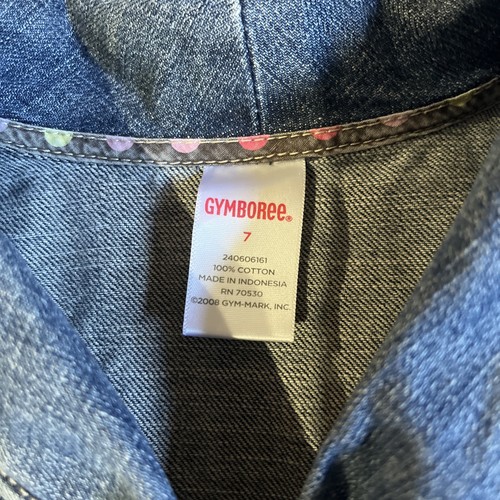 GYMBOREE®
7
240606161
100% COTTON
MADE IN INDONESIA
RN 70530
©2008 GYM-MARK, INC.